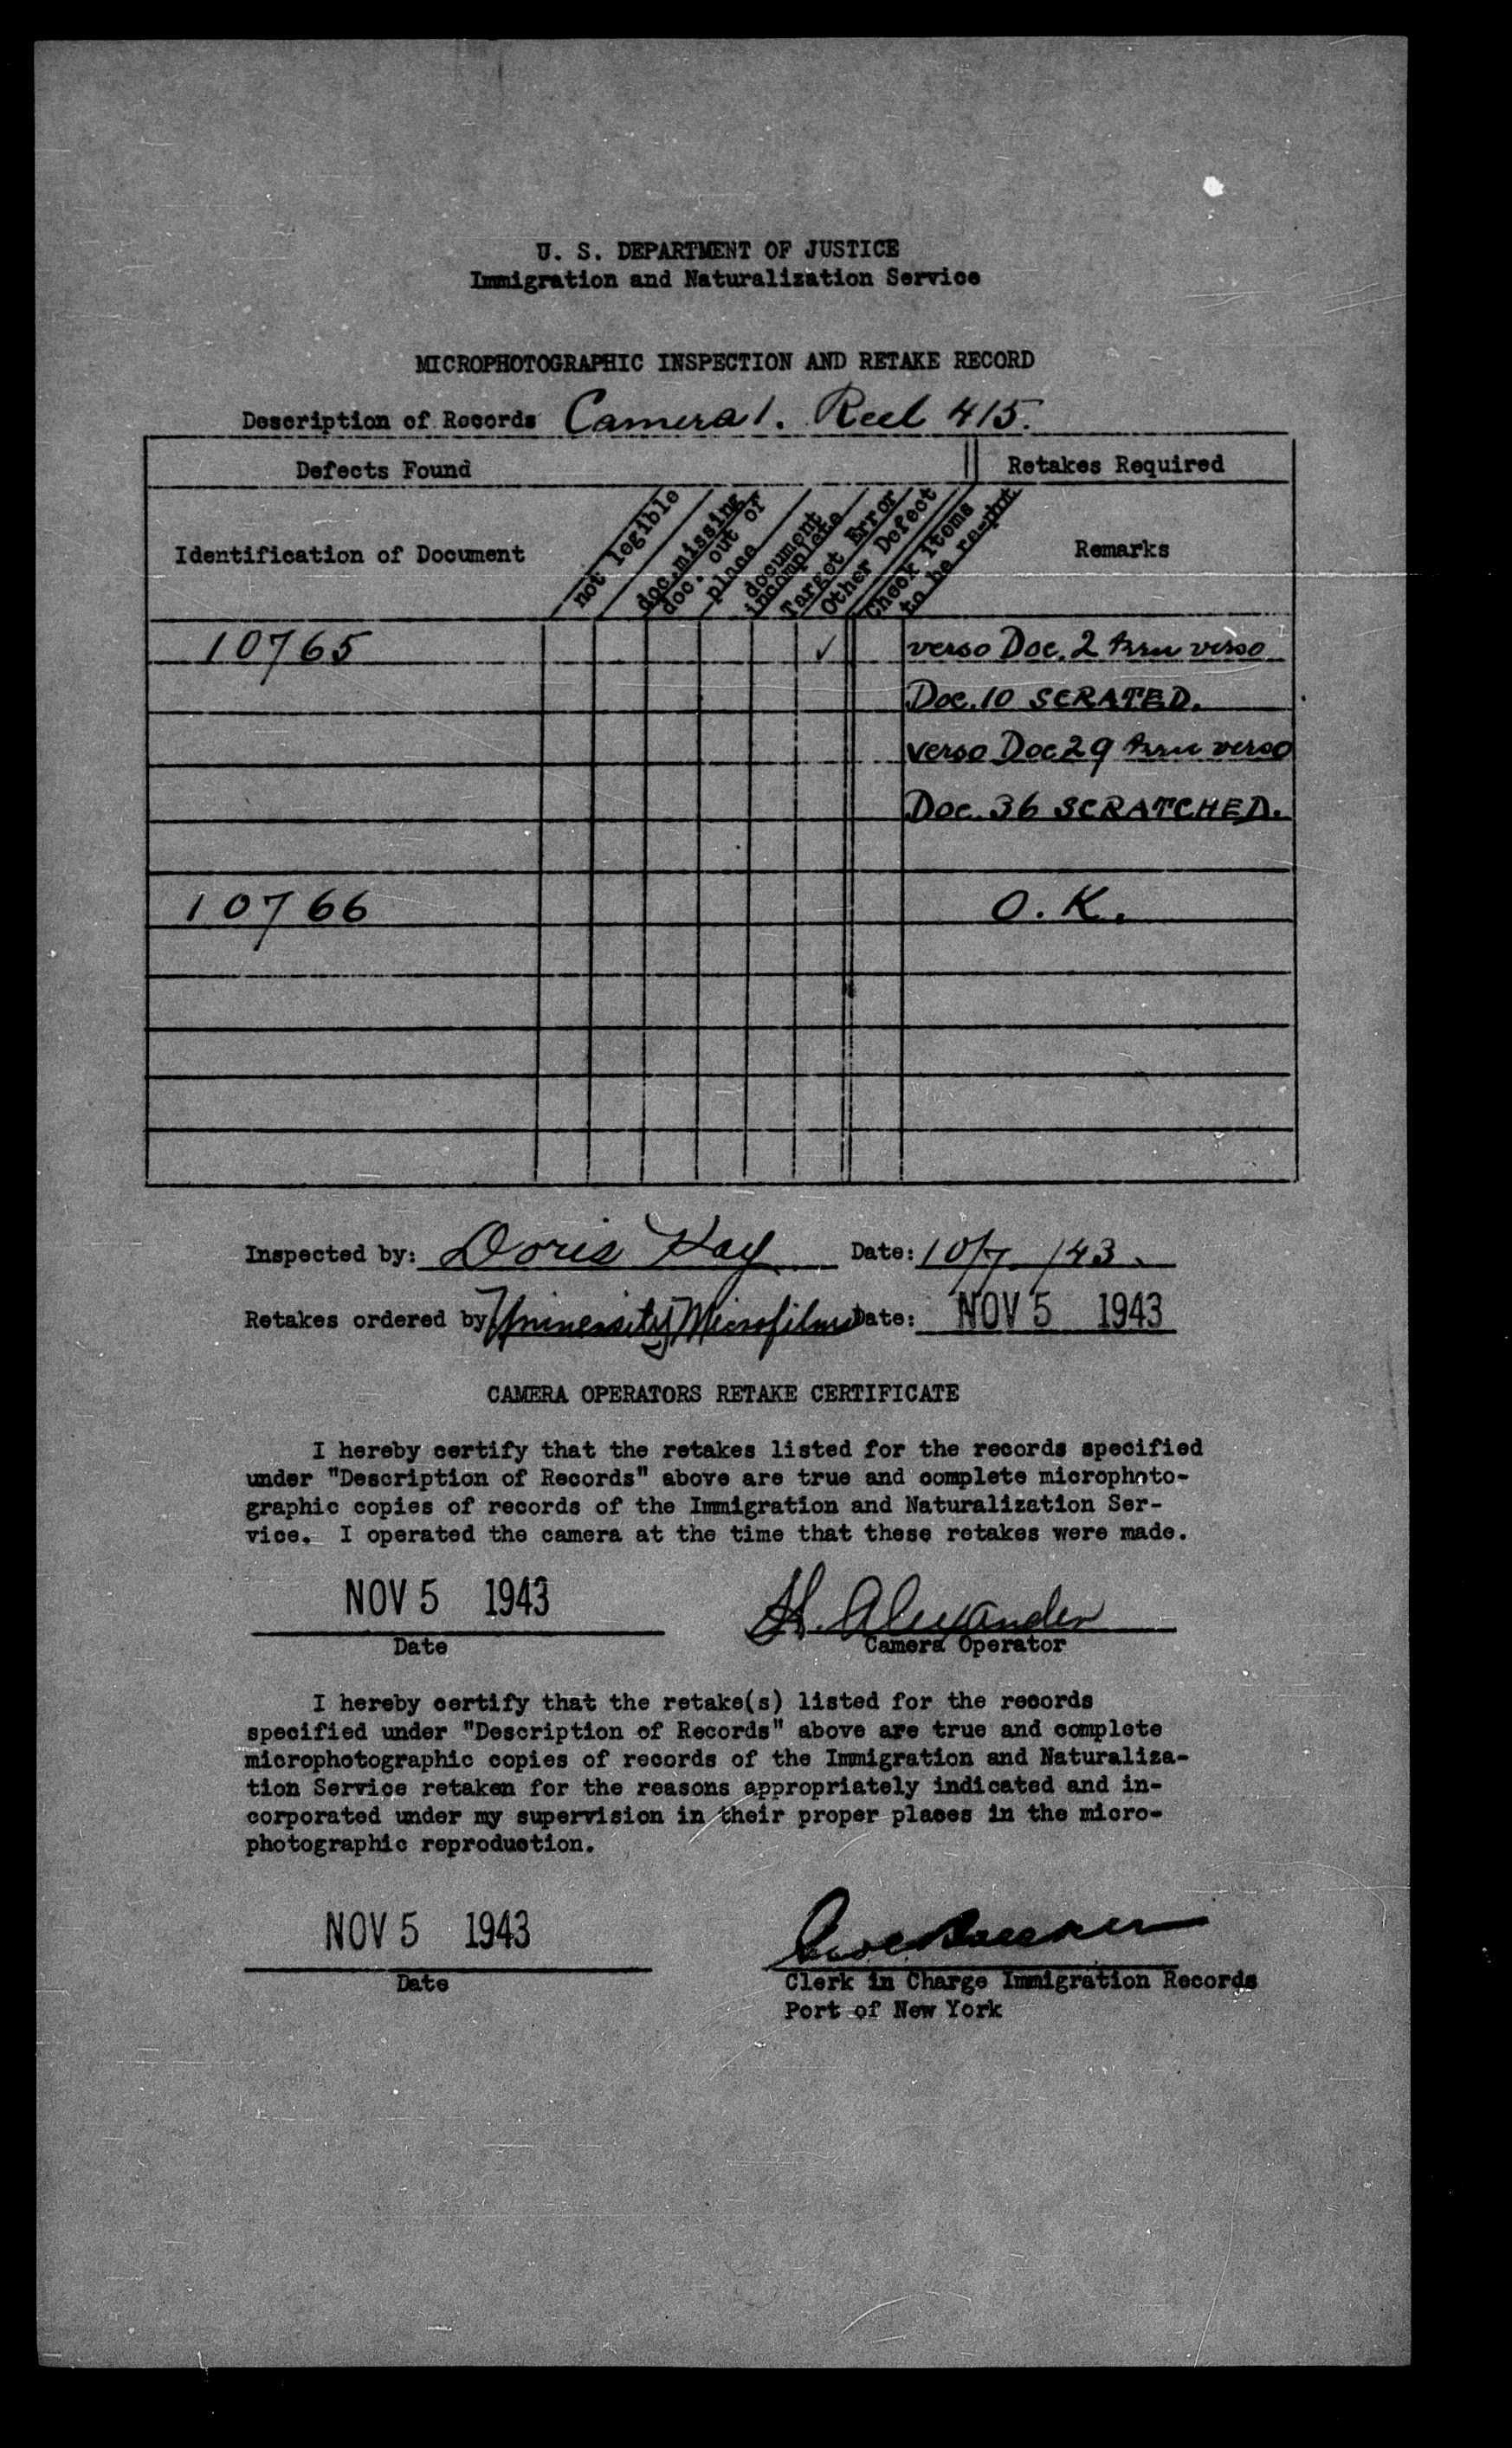 U. S. DEPARTMENT OF JUSTICE
Immigration and Naturalization Service
MICROPHOTOGRAPHIC INSPECTION AND RETAKE RECORD
Description of Records Camera 1. Reel 415.
Defects Found
Retakes Required
Identification of Document
not legible
doc. missing
doc. out of
place
document
incomplete
Target Error
Other Defect
Check items
to be re-phot
Remarks
10765 ✓ verso Doc. 2 thru verso
Doc. 10 SCRATED.
verso Doc 29 thru verso
Doc. 36 SCRATCHED.
10766 O.K.
Inspected by: Doris Kay Date: 10/7/43.
Retakes ordered by University Microfilms Date: NOV 5 1943
CAMERA OPERATORS RETAKE CERTIFICATE
I hereby certify that the retakes listed for the records specified
under "Description of Records" above are true and complete microphoto-
graphic copies of records of the Immigration and Naturalization Ser-
vice. I operated the camera at the time that these retakes were made.
NOV 5 1943
H. Alexander
Date
Camera Operator
I hereby certify that the retake(s) listed for the records
specified under "Description of Records" above are true and complete
microphotographic copies of records of the Immigration and Naturaliza-
tion Service retaken for the reasons appropriately indicated and in-
corporated under my supervision in their proper places in the micro-
photographic reproduction.
NOV 5 1943
Date
Clerk in Charge Immigration Records
Port of New York